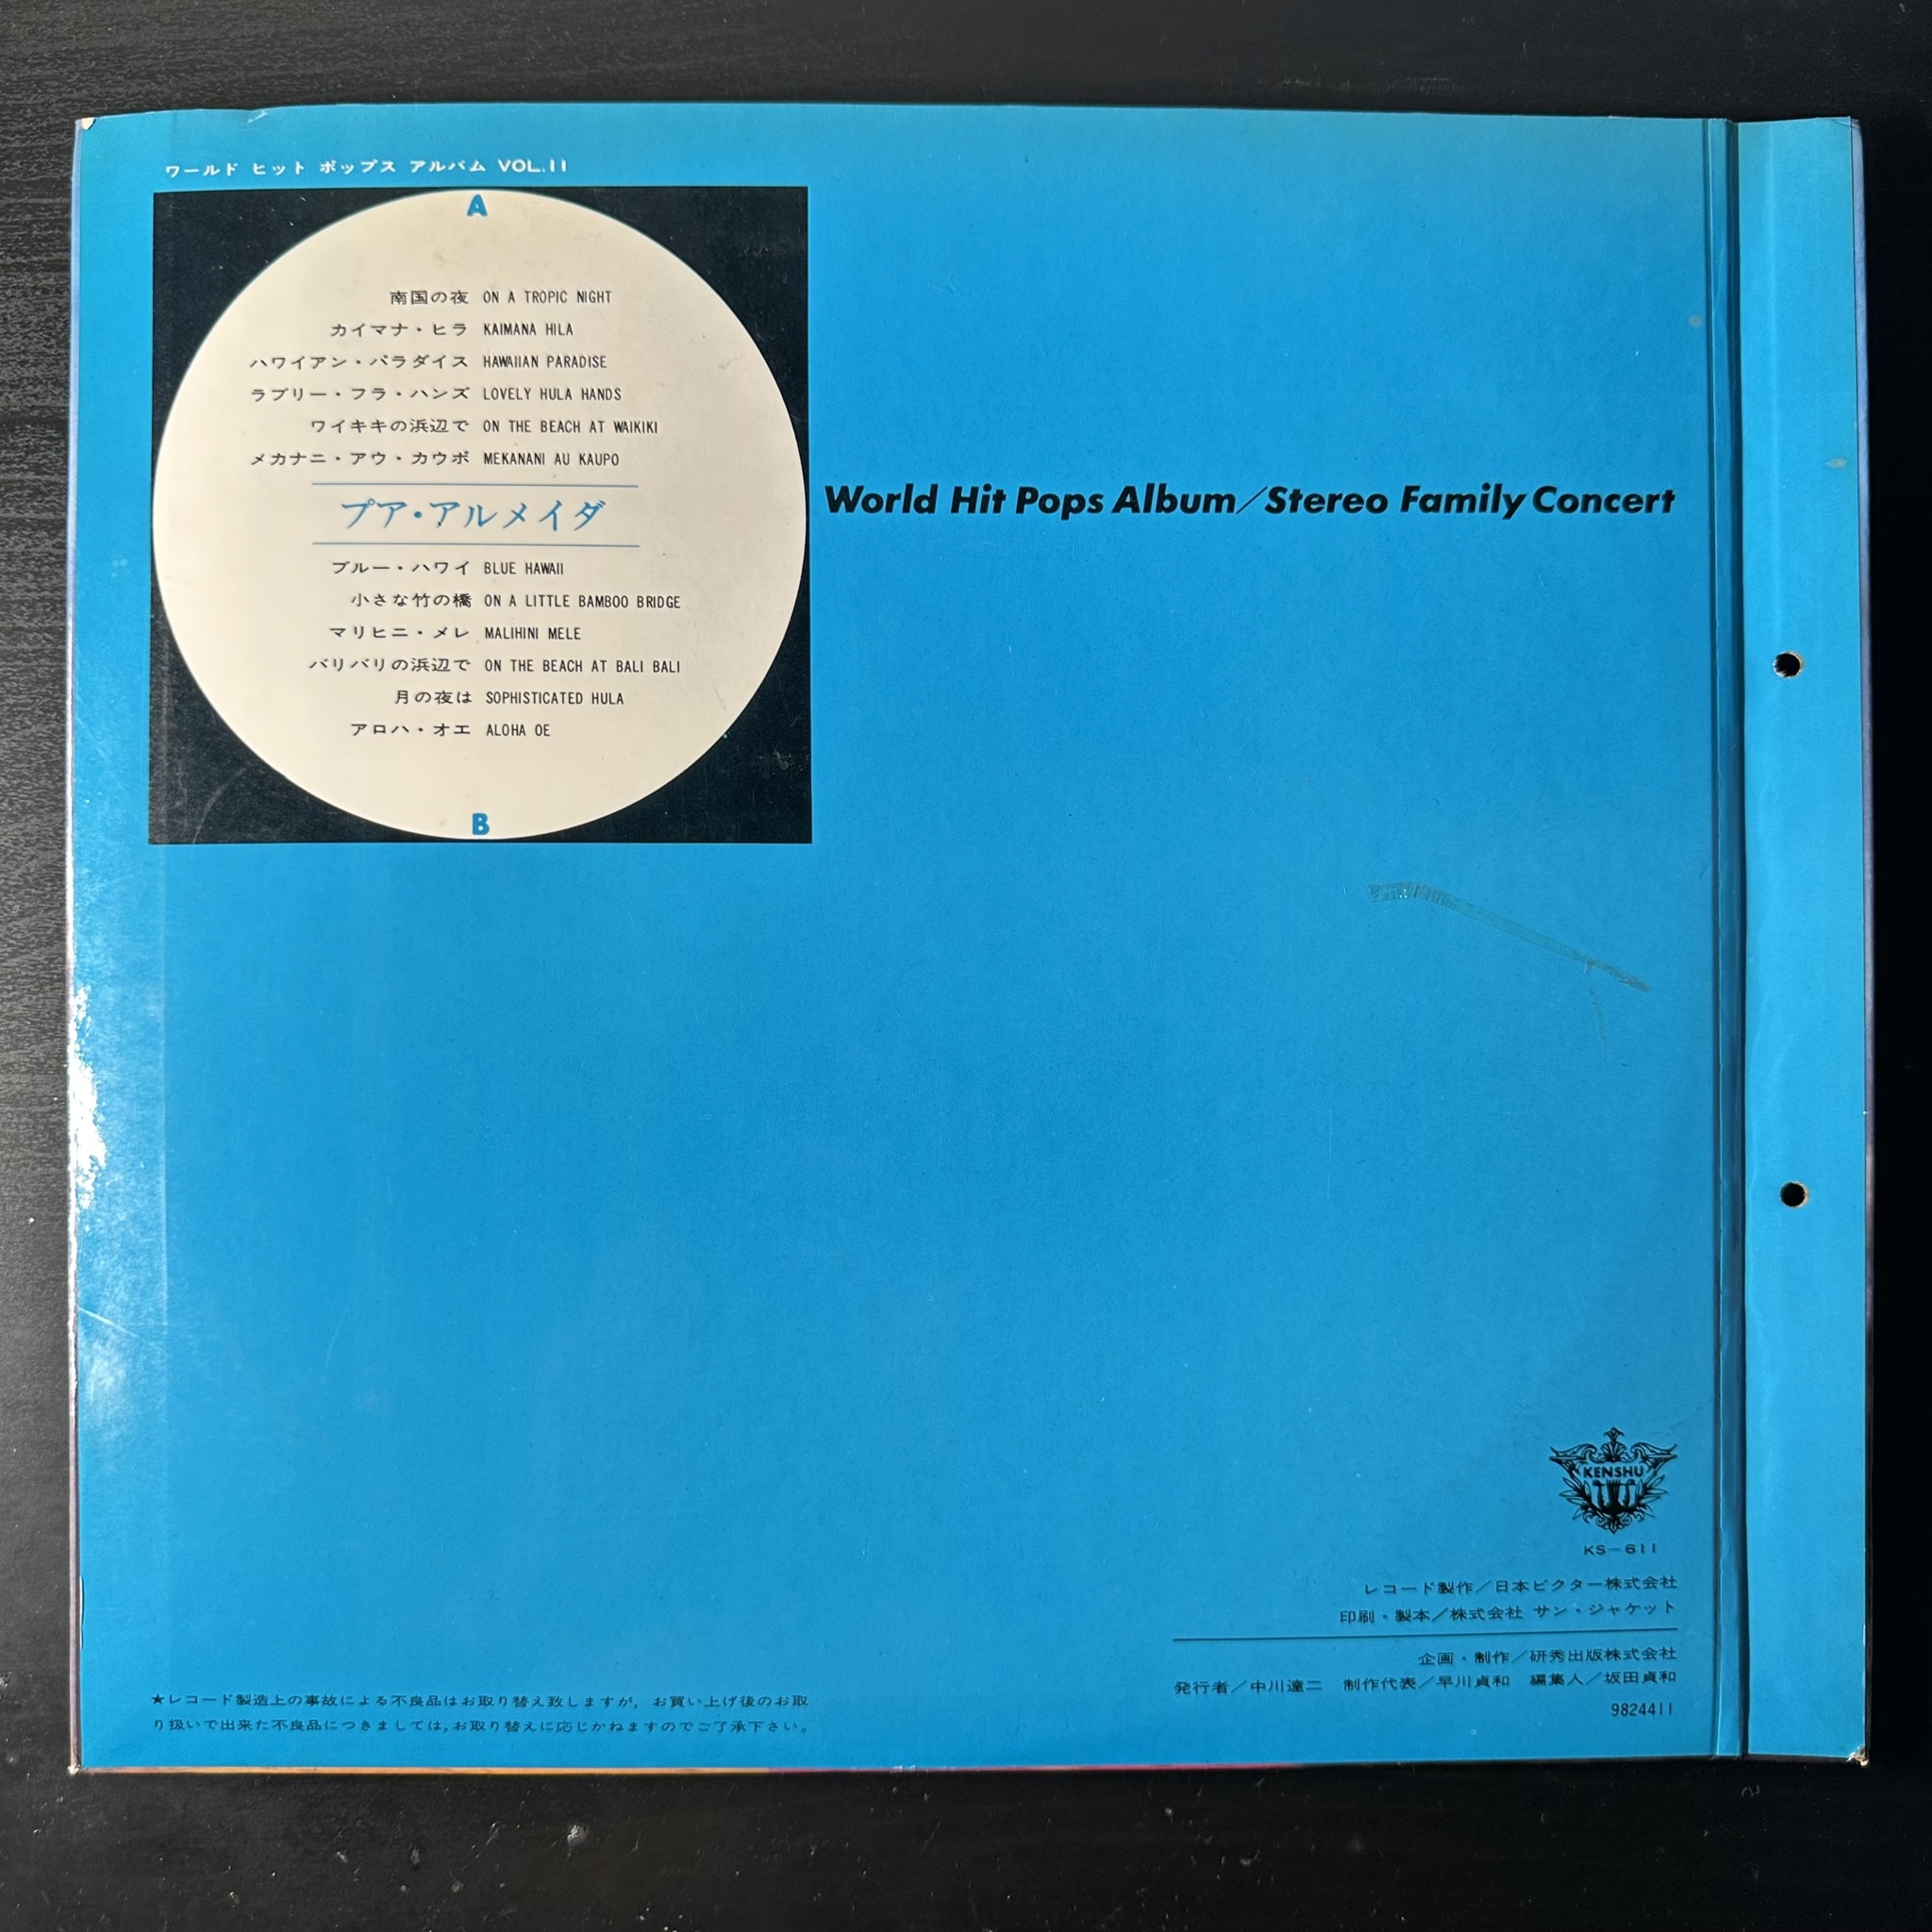 ワールド ヒット ポップス アルバム VOL.11
A
南国の夜 ON A TROPIC NIGHT
カイマナ・ヒラ KAIMANA HILA
ハワイアン・パラダイス HAWAIIAN PARADISE
ラブリー・フラ・ハンズ LOVELY HULA HANDS
ワイキキの浜辺で ON THE BEACH AT WAIKIKI
メカナニ・アウ・カウポ MEKANANI AU KAUPO
プア・アルメイダ
ブルー・ハワイ BLUE HAWAII
小さな竹の橋 ON A LITTLE BAMBOO BRIDGE
マリヒニ・メレ MALIHINI MELE
バリバリの浜辺で ON THE BEACH AT BALI BALI
月の夜は SOPHISTICATED HULA
アロハ・オエ ALOHA OE
B
World Hit Pops Album/Stereo Family Concert
KENSHU
KS-611
レコード製作/日本ビクター株式会社
印刷・製本/株式会社 サン・ジャケット
企画・制作/研秀出版株式会社
発行者/中川達二 制作代表/早川貞和 編集人/坂田貞和
9824411
★レコード製造上の事故による不良品はお取り替え致しますが, お買い上げ後のお取
り扱いで出来た不良品につきましては,お取り替えに応じかねますのでご了承下さい。